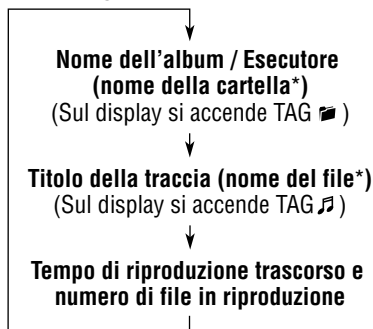 Nome dell'album / Esecutore
(nome della cartella*)
(Sul display si accende TAG )
Titolo della traccia (nome del file*)
(Sul display si accende TAG )
Tempo di riproduzione trascorso e
numero di file in riproduzione